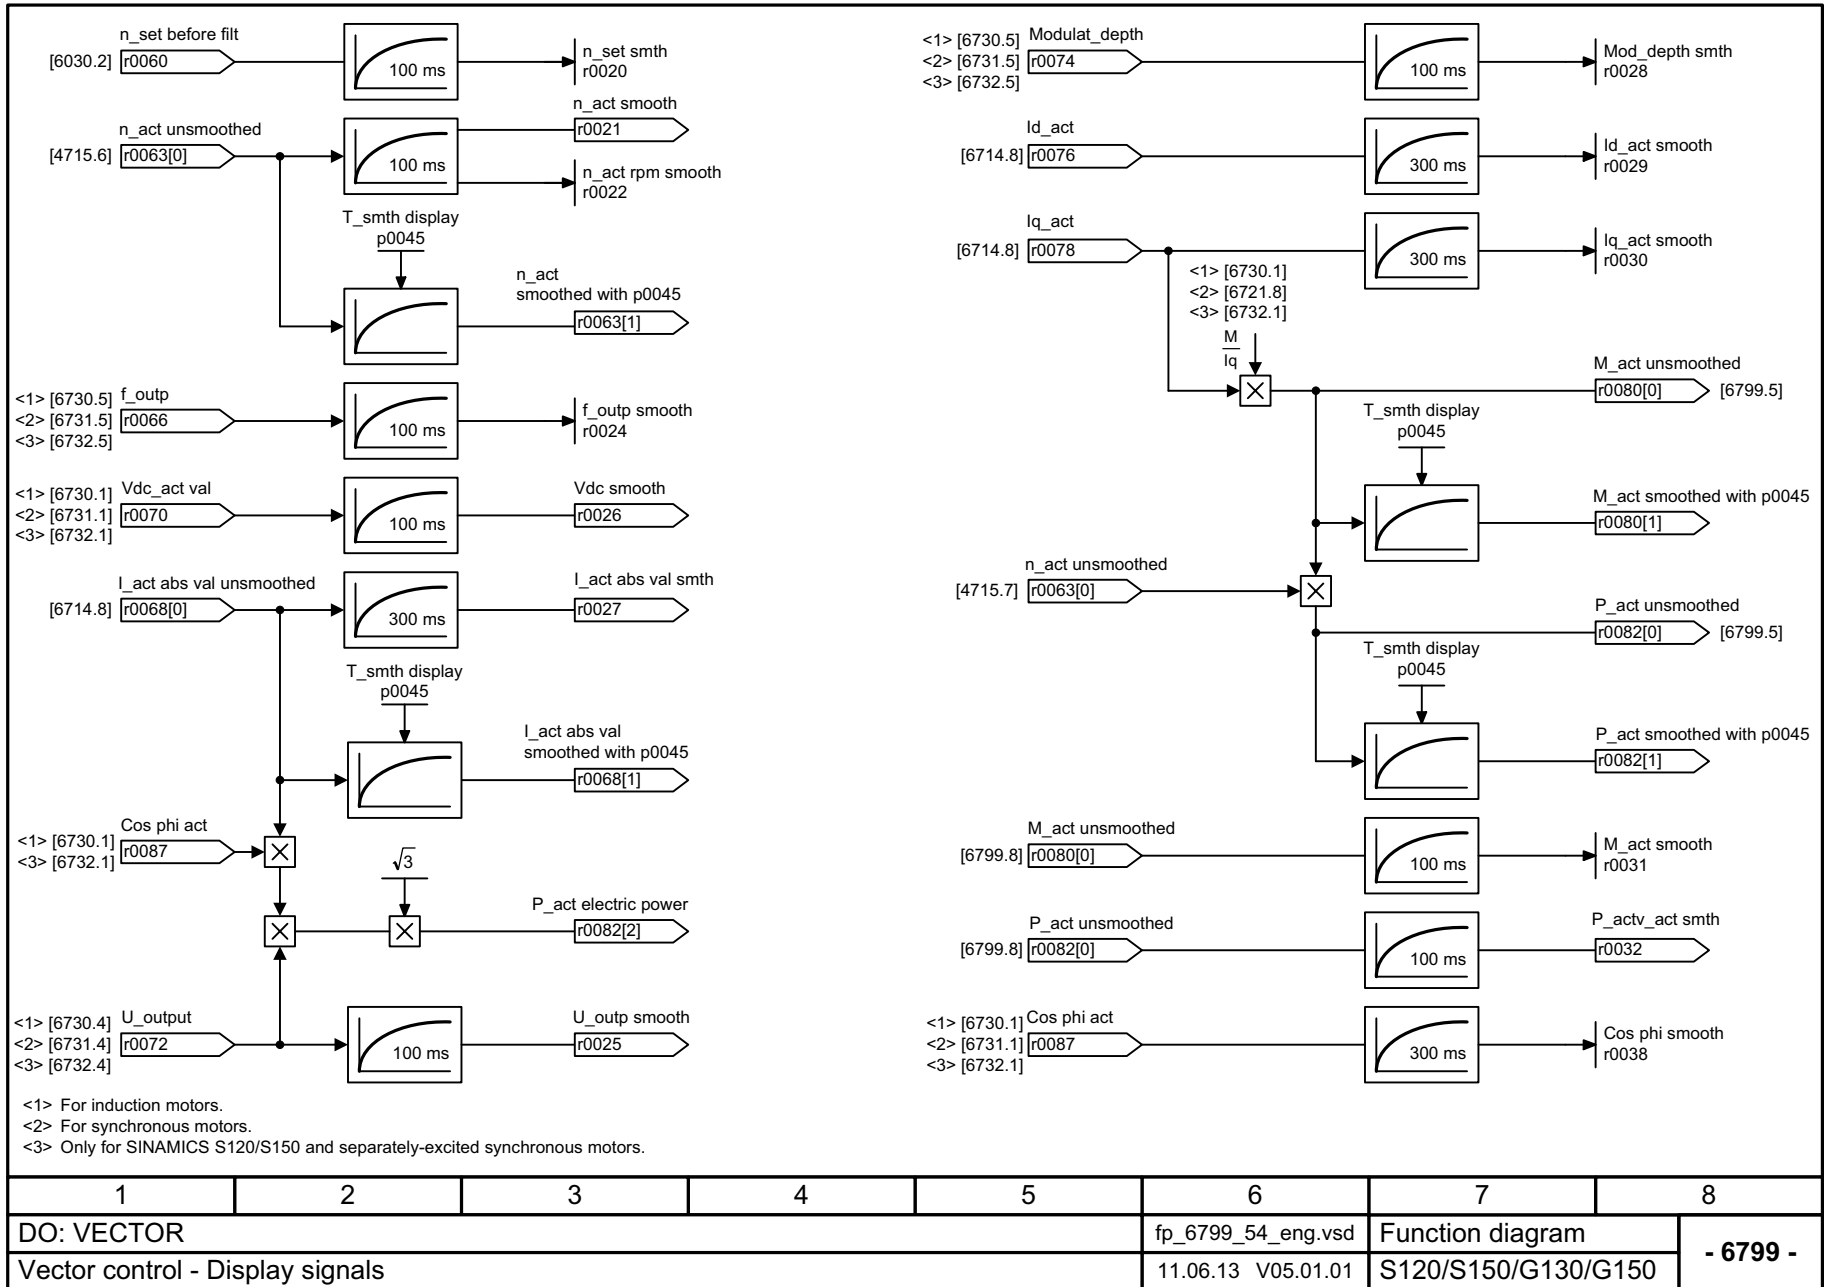 n_set before filt
[6030.2] r0060
100 ms
n_set smth
r0020
n_act unsmoothed
[4715.6] r0063[0]
100 ms
n_act smooth
r0021
n_act rpm smooth
r0022
T_smth display
p0045
n_act
smoothed with p0045
r0063[1]
<1> [6730.5] f_outp
<2> [6731.5] r0066
<3> [6732.5]
100 ms
f_outp smooth
r0024
<1> [6730.1] Vdc_act val
<2> [6731.1] r0070
<3> [6732.1]
100 ms
Vdc smooth
r0026
I_act abs val unsmoothed
[6714.8] r0068[0]
300 ms
I_act abs val smth
r0027
T_smth display
p0045
I_act abs val
smoothed with p0045
r0068[1]
Cos phi act
<1> [6730.1] r0087
<3> [6732.1]
√3
P_act electric power
r0082[2]
<1> [6730.4] U_output
<2> [6731.4] r0072
<3> [6732.4]
100 ms
U_outp smooth
r0025
<1> [6730.5] Modulat_depth
<2> [6731.5] r0074
<3> [6732.5]
100 ms
Mod_depth smth
r0028
Id_act
[6714.8] r0076
300 ms
Id_act smooth
r0029
Iq_act
[6714.8] r0078
300 ms
Iq_act smooth
r0030
<1> [6730.1]
<2> [6721.8]
<3> [6732.1]
M
Iq
M_act unsmoothed
r0080[0] [6799.5]
T_smth display
p0045
M_act smoothed with p0045
r0080[1]
n_act unsmoothed
[4715.7] r0063[0]
P_act unsmoothed
r0082[0] [6799.5]
T_smth display
p0045
P_act smoothed with p0045
r0082[1]
M_act unsmoothed
[6799.8] r0080[0]
100 ms
M_act smooth
r0031
P_act unsmoothed
[6799.8] r0082[0]
100 ms
P_actv_act smth
r0032
<1> [6730.1] Cos phi act
<2> [6731.1] r0087
<3> [6732.1]
300 ms
Cos phi smooth
r0038
<1> For induction motors.
<2> For synchronous motors.
<3> Only for SINAMICS S120/S150 and separately-excited synchronous motors.
1 2 3 4 5 6 7 8
DO: VECTOR
fp_6799_54_eng.vsd
Function diagram
- 6799 -
Vector control - Display signals
11.06.13 V05.01.01
S120/S150/G130/G150